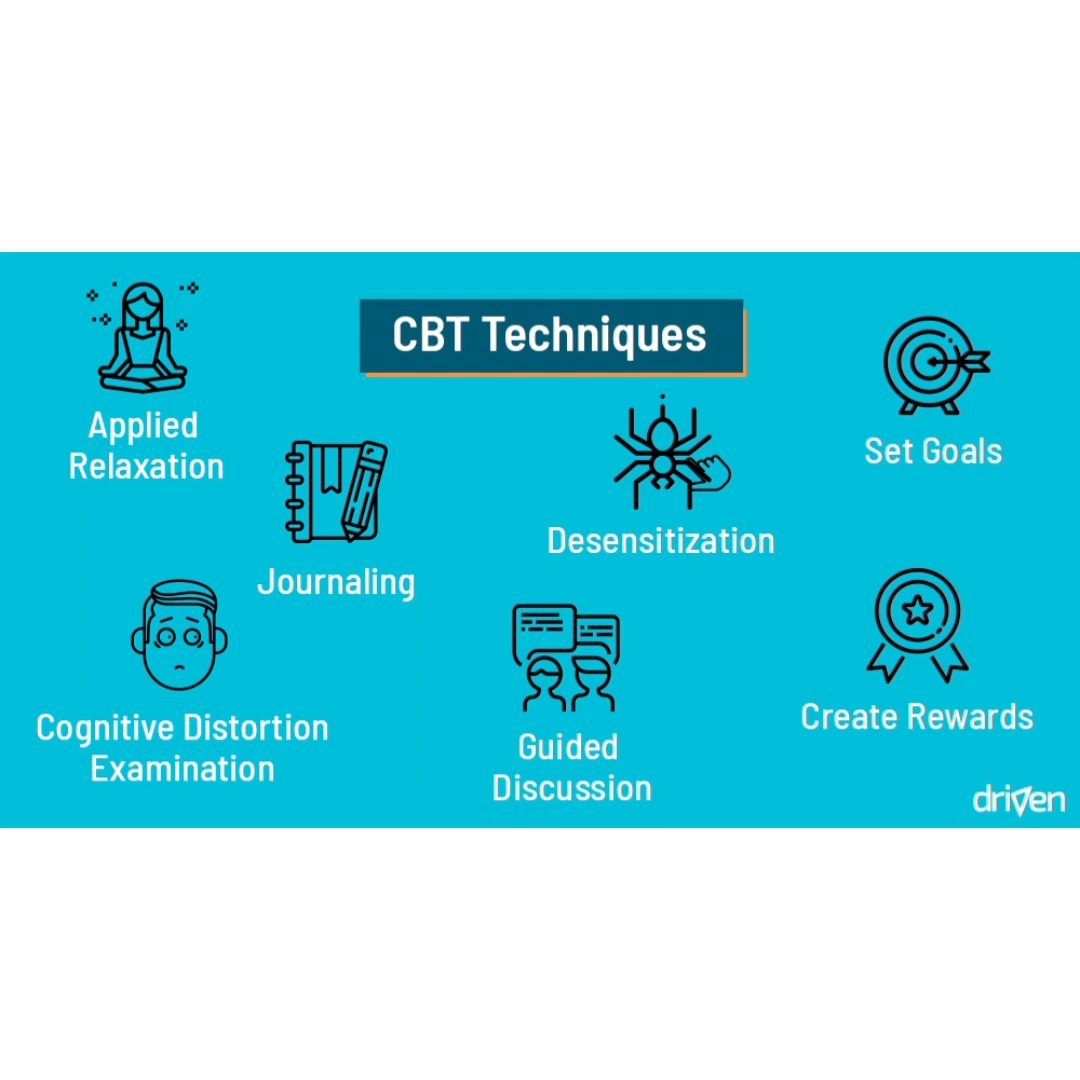 CBT Techniques
Applied
Relaxation
Set Goals
Desensitization
Journaling
Create Rewards
Cognitive Distortion
Examination
Guided
Discussion
driven